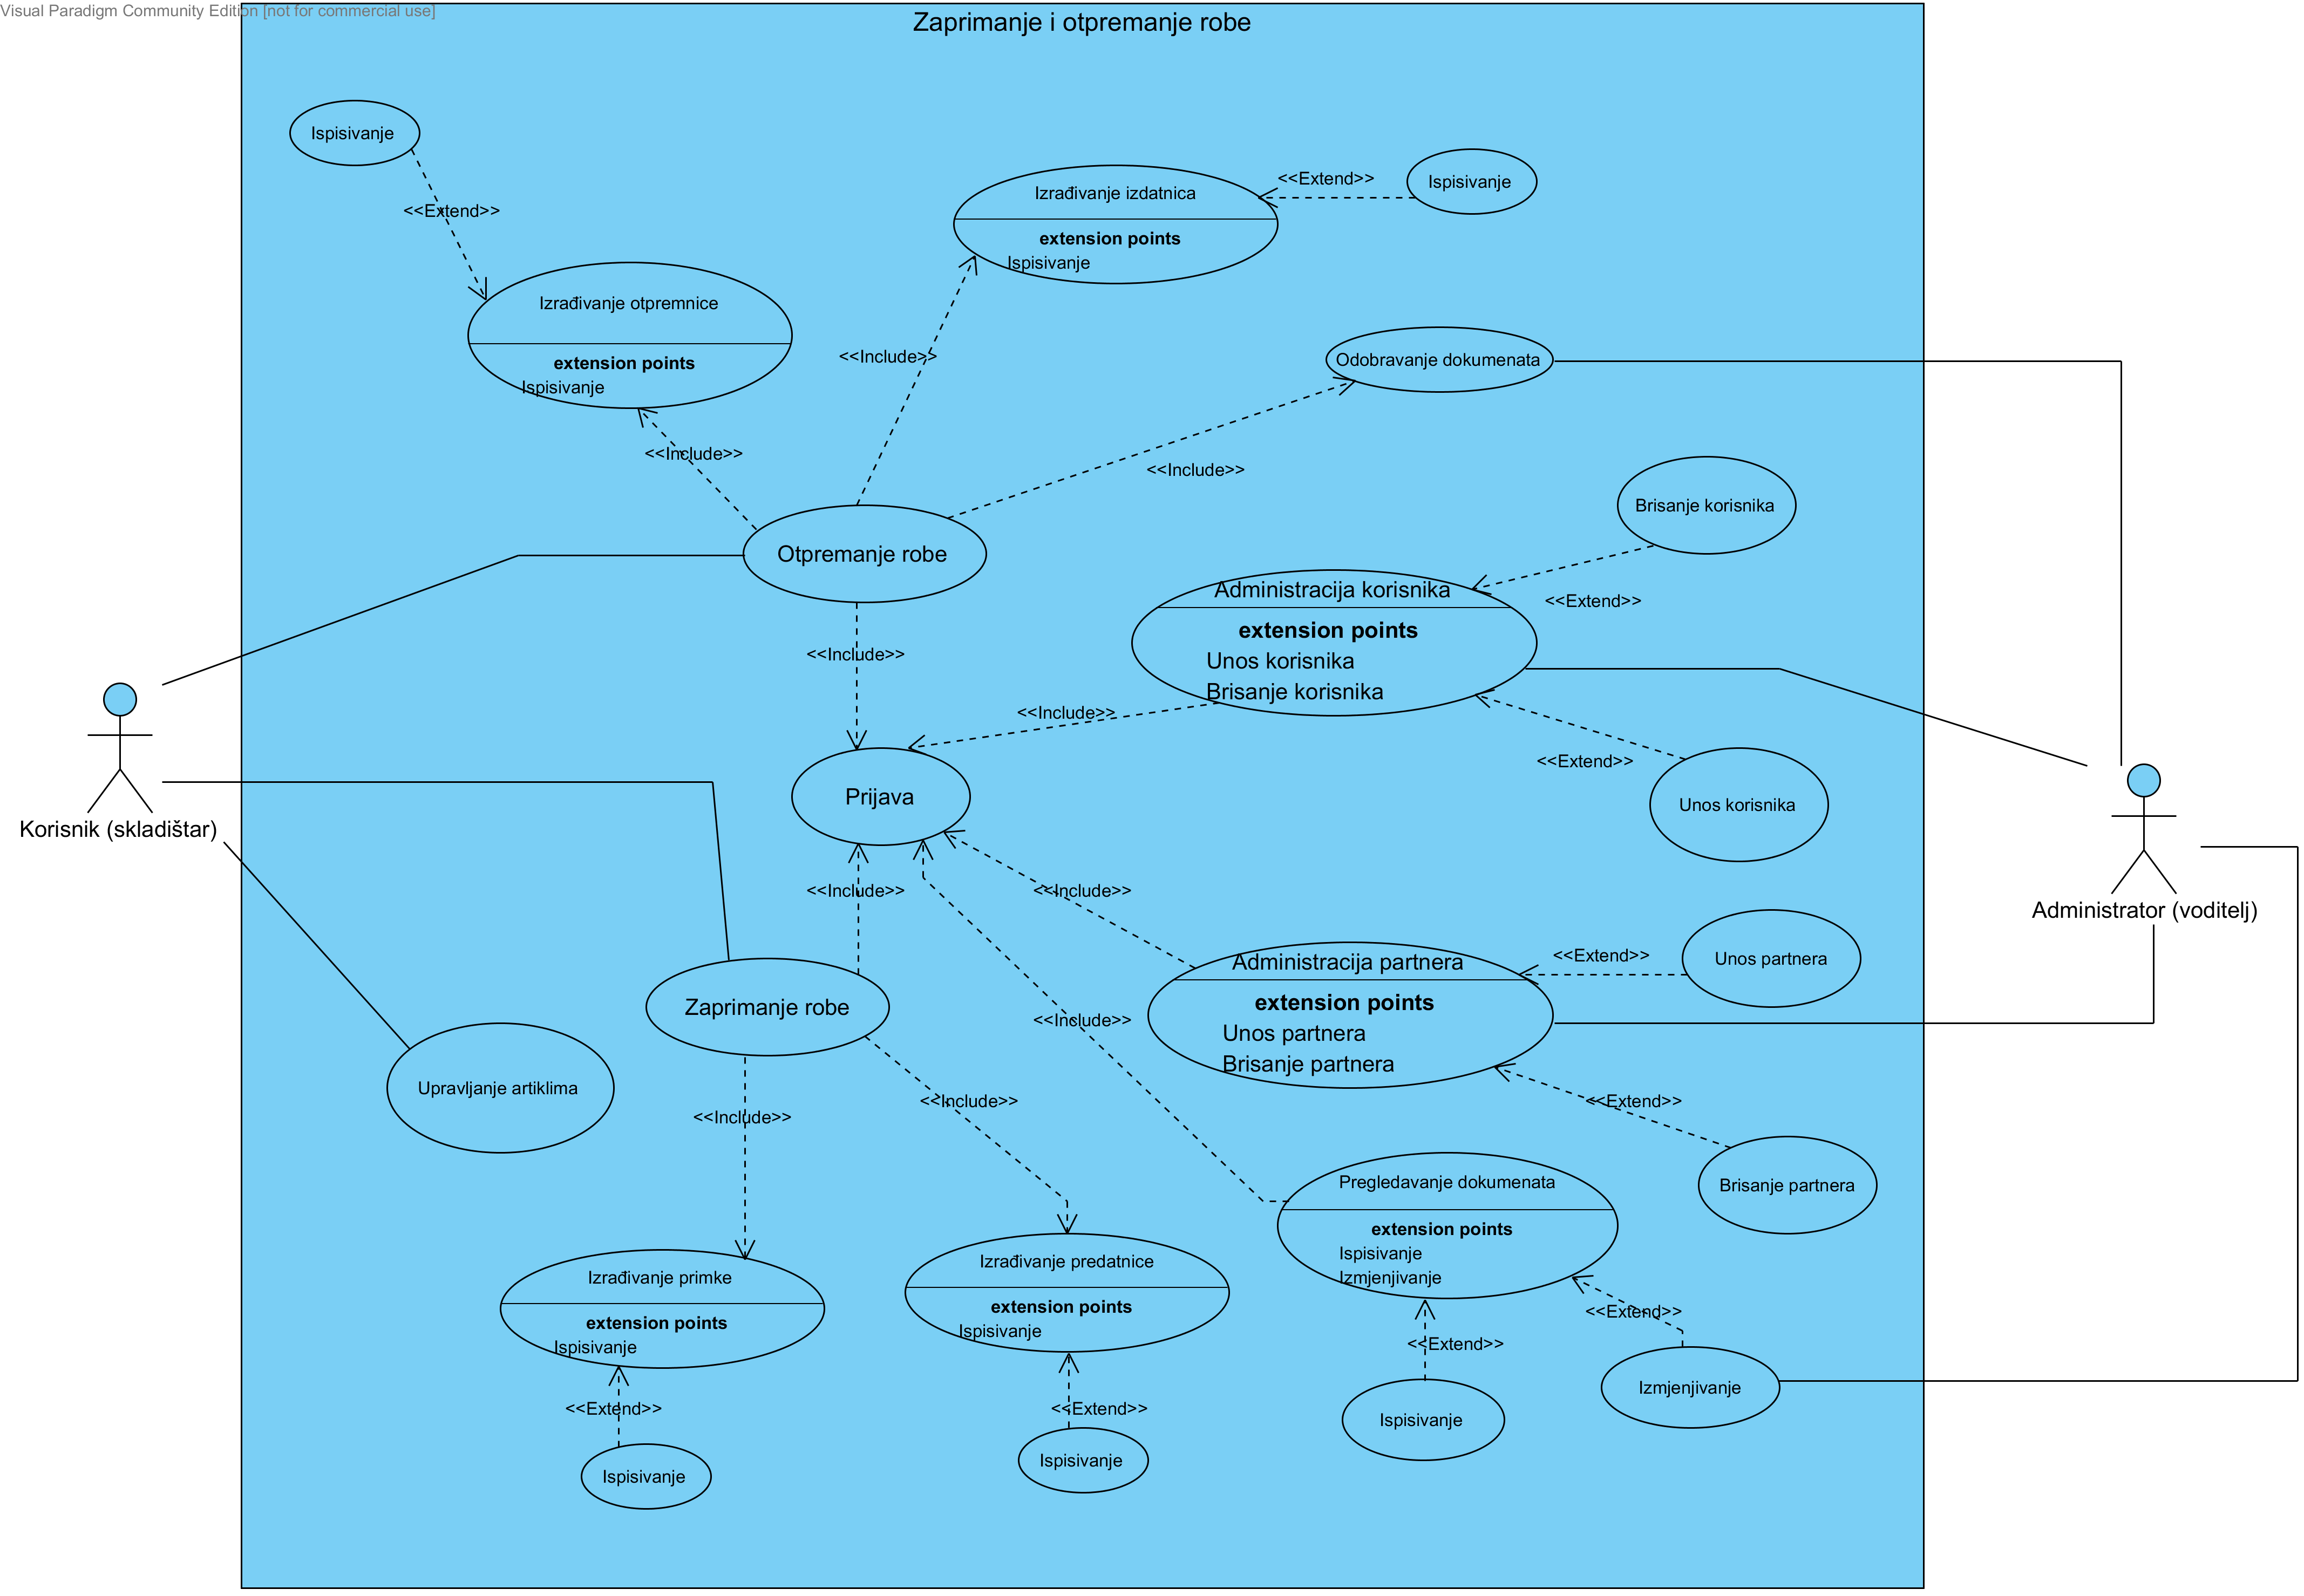 Visual Paradigm Community Edition [not for commercial use]
Zaprimanje i otpremanje robe
Ispisivanje
<<Extend>>
Izrađivanje izdatnica
extension points
Ispisivanje
<<Extend>>
Ispisivanje
Izrađivanje otpremnice
extension points
Ispisivanje
<<Include>>
<<Include>>
Odobravanje dokumenata
<<Include>>
Otpremanje robe
Brisanje korisnika
<<Extend>>
Administracija korisnika
extension points
Unos korisnika
Brisanje korisnika
<<Include>>
<<Include>>
<<Extend>>
Unos korisnika
Prijava
Korisnik (skladištar)
Administrator (voditelj)
<<Include>>
<<Include>>
<<Extend>>
Unos partnera
Administracija partnera
extension points
Unos partnera
Brisanje partnera
Zaprimanje robe
<<Include>>
Upravljanje artiklima
<<Include>>
<<Include>>
<<Extend>>
Brisanje partnera
Pregledavanje dokumenata
extension points
Ispisivanje
Izmjenjivanje
Izrađivanje primke
extension points
Ispisivanje
Izrađivanje predatnice
extension points
Ispisivanje
<<Extend>>
<<Extend>>
Izmjenjivanje
Ispisivanje
<<Extend>>
<<Extend>>
Ispisivanje
Ispisivanje